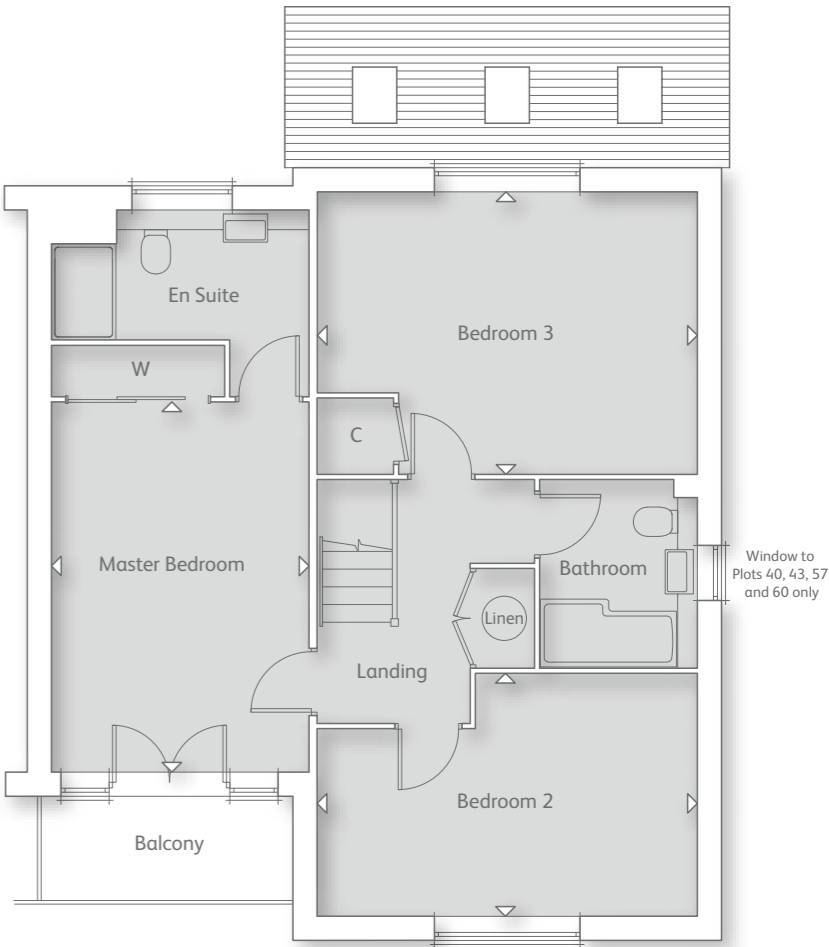 En Suite
Bedroom 3
W
C
Master Bedroom
Bathroom
Window to
Plots 40, 43, 57
and 60 only
Linen
Landing
Bedroom 2
Balcony